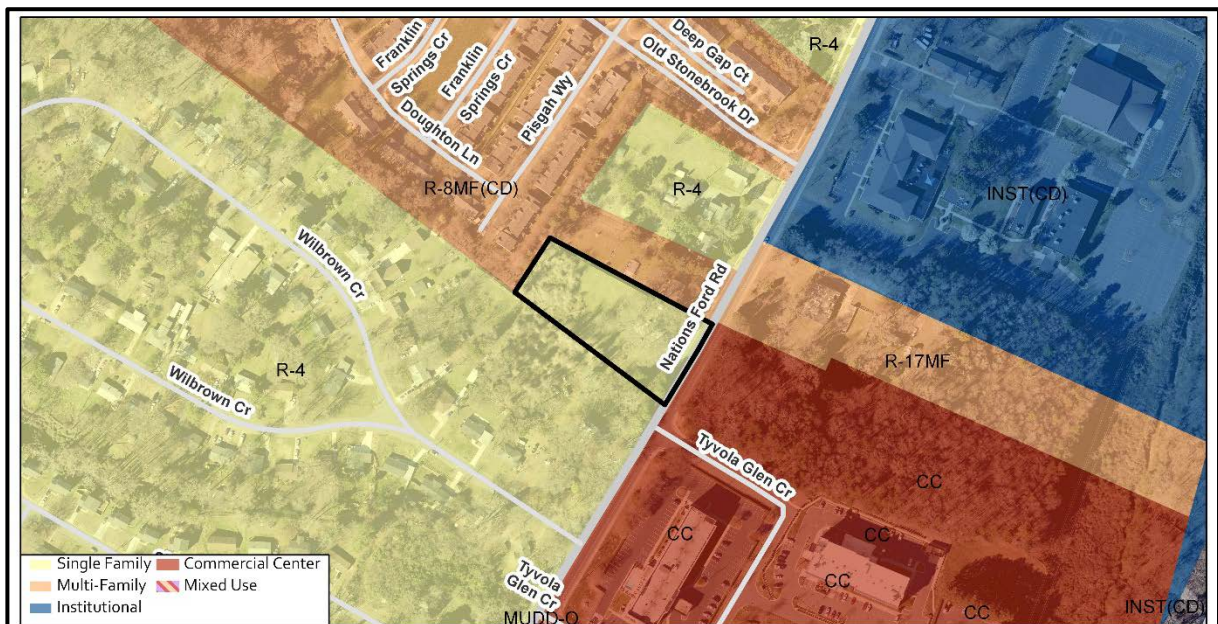 R-4
Deep Gap Ct
Old Stonebrook Dr
Franklin
Springs Cr
Franklin
Springs Cr
Pisgah Wy
Doughton Ln
R-8MF(CD)
R-4
INST(CD)
Wilbrown Cr
Nations Ford Rd
R-17MF
R-4
Wilbrown Cr
Tyvola Glen Cr
CC
CC
CC
CC
CC
Tyvola
Glen Cr
MUDD-O
INST(CD)
Single Family
Multi-Family
Institutional
Commercial Center
Mixed Use